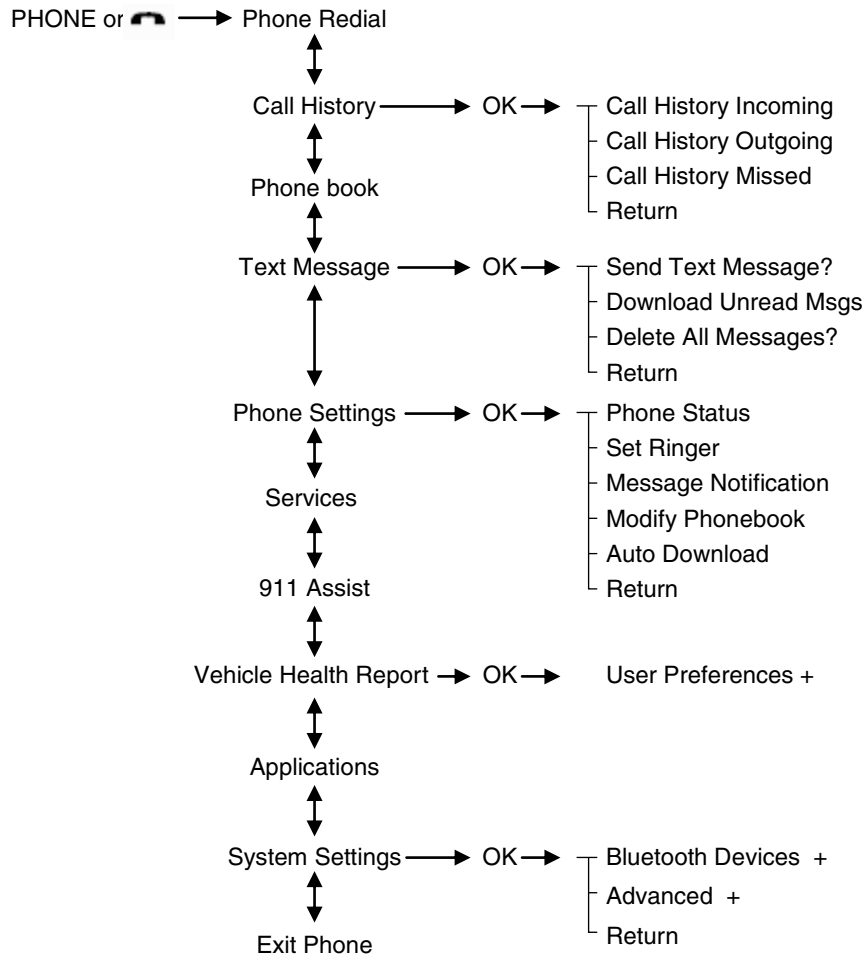 PHONE or → Phone Redial
Call History → OK → Call History Incoming
Call History Outgoing
Call History Missed
Phone book
Return
Text Message → OK → Send Text Message?
Download Unread Msgs
Delete All Messages?
Return
Phone Settings → OK → Phone Status
Set Ringer
Message Notification
Services
Modify Phonebook
Auto Download
911 Assist
Return
Vehicle Health Report → OK → User Preferences +
Applications
System Settings → OK → Bluetooth Devices +
Advanced +
Return
Exit Phone